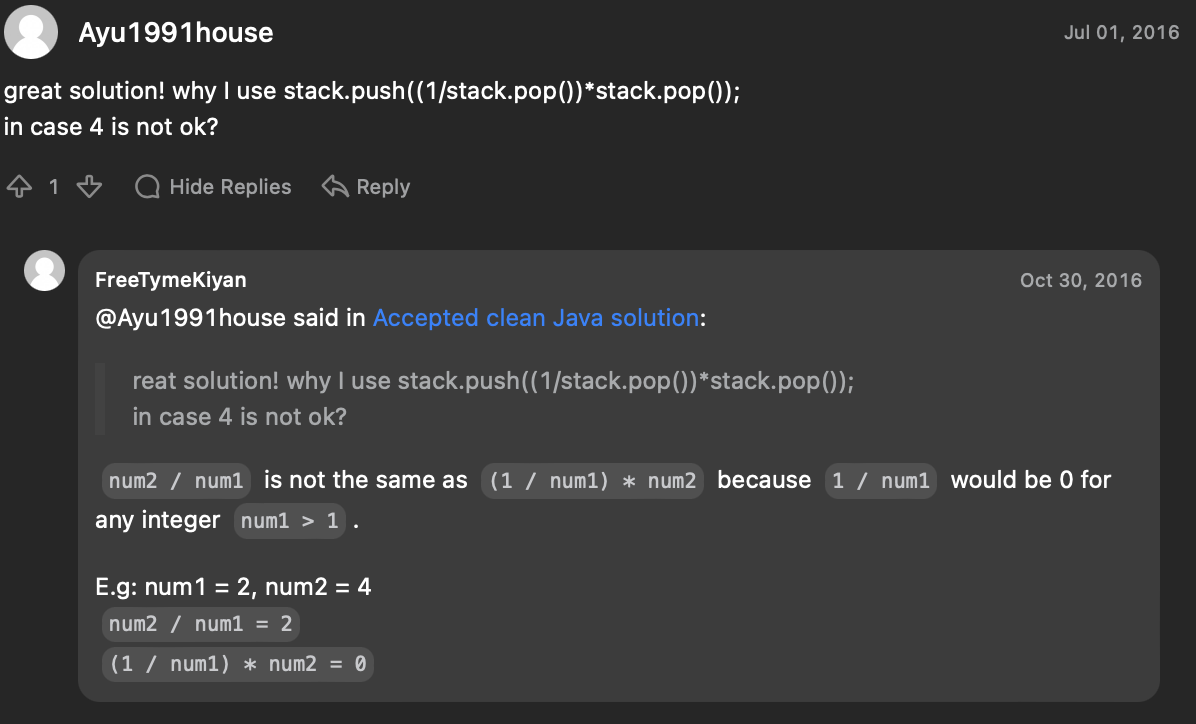 Ayu1991house
Jul 01, 2016
great solution! why I use stack.push((1/stack.pop())*stack.pop());
in case 4 is not ok?
1 Hide Replies Reply
FreeTymeKiyan
Oct 30, 2016
@Ayu1991house said in Accepted clean Java solution:
reat solution! why I use stack.push((1/stack.pop())*stack.pop());
in case 4 is not ok?
num2 / num1 is not the same as (1 / num1) * num2 because 1 / num1 would be 0 for
any integer num1 > 1 .
E.g: num1 = 2, num2 = 4
num2 / num1 = 2
(1 / num1) * num2 = 0